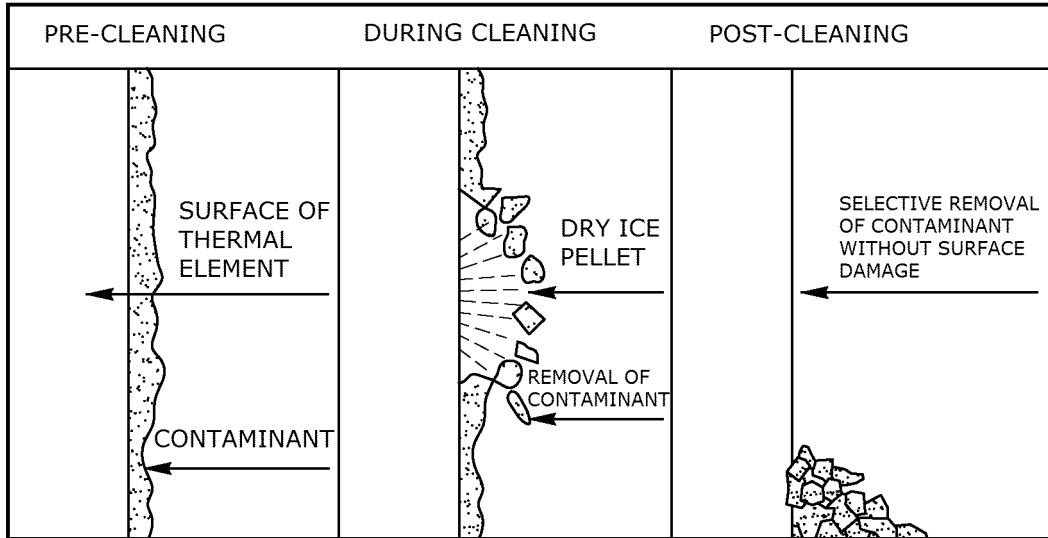 PRE-CLEANING
DURING CLEANING
POST-CLEANING
SURFACE OF
THERMAL
ELEMENT
CONTAMINANT
DRY ICE
PELLET
REMOVAL OF
CONTAMINANT
SELECTIVE REMOVAL
OF CONTAMINANT
WITHOUT SURFACE
DAMAGE